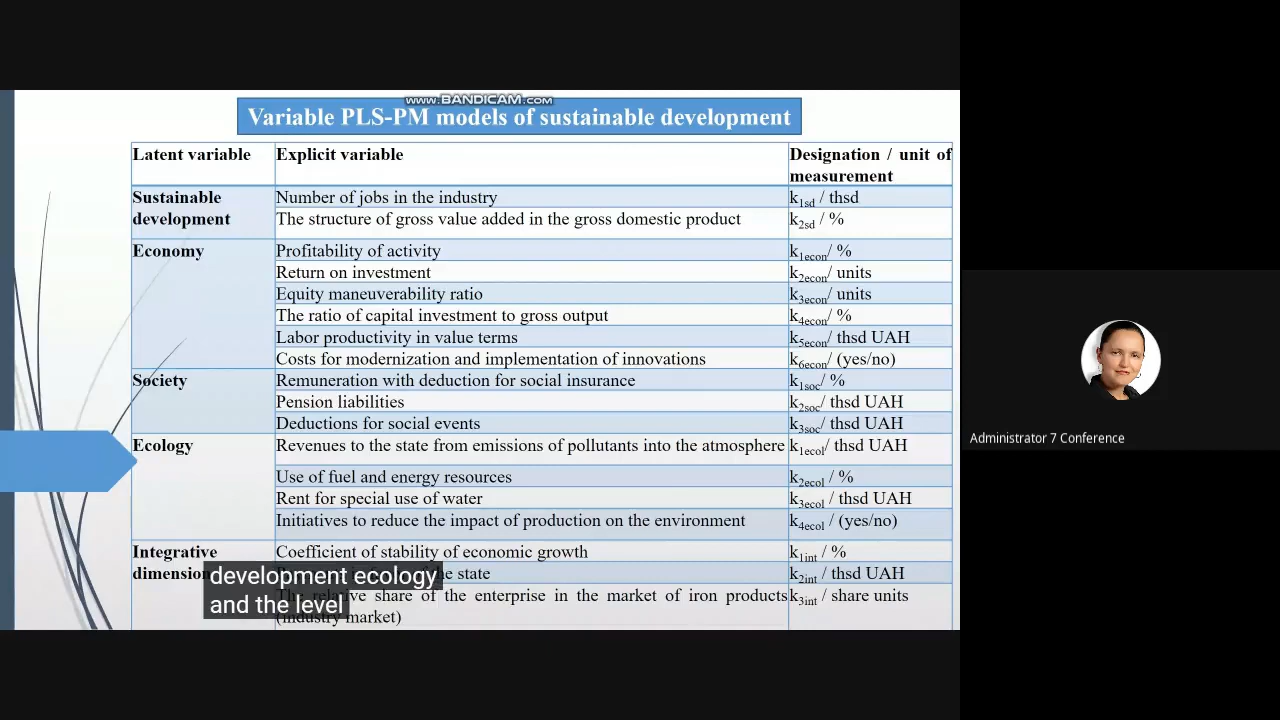 www.BANDICAM.com
Variable PLS-PM models of sustainable development
Latent variable Explicit variable Designation / unit of
measurement
Sustainable Number of jobs in the industry k1sd / thsd
development The structure of gross value added in the gross domestic product k2sd / %
Economy Profitability of activity k1econ/ %
Return on investment k2econ/ units
Equity maneuverability ratio k3econ/ units
The ratio of capital investment to gross output k4econ/ %
Labor productivity in value terms k5econ/ thsd UAH
Costs for modernization and implementation of innovations k6econ/ (yes/no)
Society Remuneration with deduction for social insurance k1soc/ %
Pension liabilities k2soc/ thsd UAH
Deductions for social events k3soc/ thsd UAH
Ecology Revenues to the state from emissions of pollutants into the atmosphere k1ecol/ thsd UAH
Use of fuel and energy resources k2ecol / %
Rent for special use of water k3ecol / thsd UAH
Initiatives to reduce the impact of production on the environment k4ecol / (yes/no)
Integrative Coefficient of stability of economic growth k1int / %
dimension the state k2int / thsd UAH
The relative share of the enterprise in the market of iron products k3int / share units
(industry market)
development ecology
and the level
Administrator 7 Conference